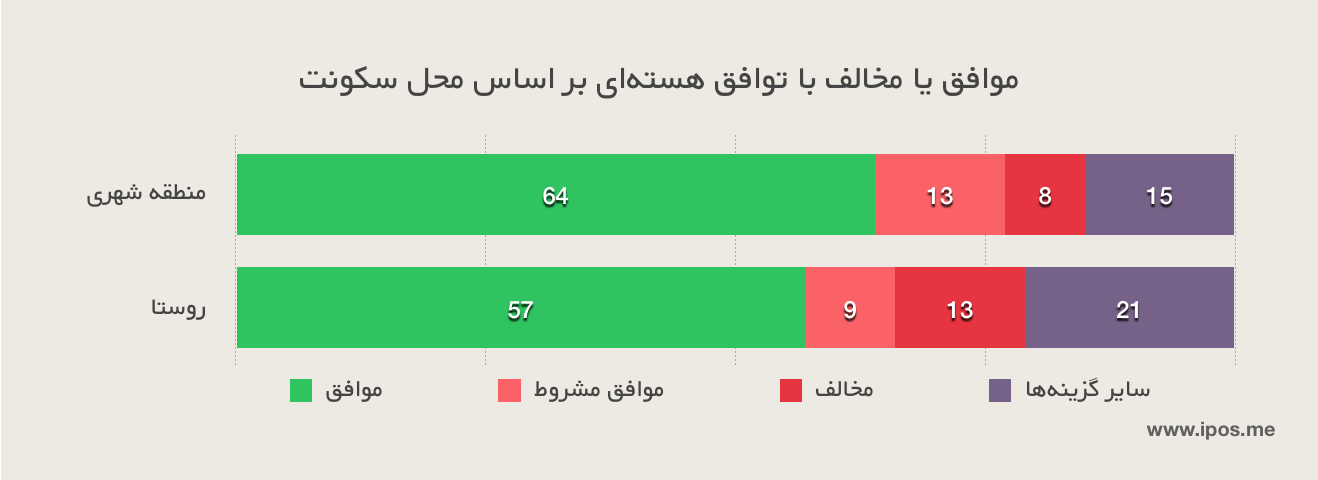 موافق یا مخالف با توافق هسته‌ای بر اساس محل سکونت
منطقه شهری
64 13 8 15
روستا
57 9 13 21
موافق
موافق مشروط
مخالف
سایر گزینه‌ها
www.ipos.me